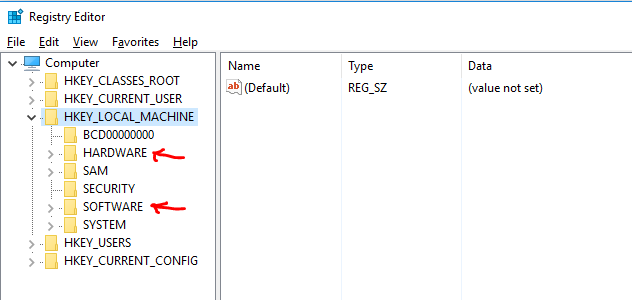 Registry Editor
File Edit View Favorites Help
Computer
HKEY_CLASSES_ROOT
HKEY_CURRENT_USER
HKEY_LOCAL_MACHINE
BCD00000000
HARDWARE
SAM
SECURITY
SOFTWARE
SYSTEM
HKEY_USERS
HKEY_CURRENT_CONFIG
Name Type Data
ab (Default) REG_SZ (value not set)